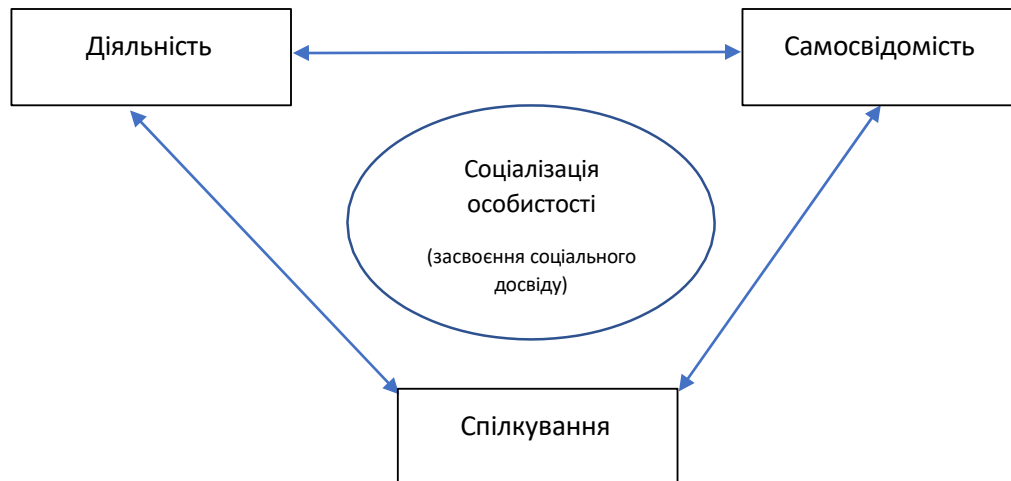 Діяльність
Самосвідомість
Соціалізація
особистості
(засвоєння соціального
досвіду)
Спілкування